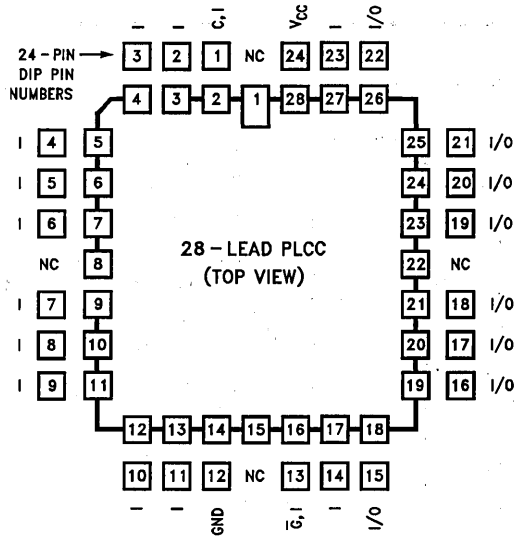 I I C, I VCC I I/O
24-PIN DIP PIN NUMBERS
3 2 1 NC 24 23 22
4 3 2 1 28 27 26
I 4 5 25 21 I/O
I 5 6 24 20 I/O
I 6 7 23 19 I/O
NC 8 22 NC
28-LEAD PLCC
(TOP VIEW)
I 7 9 21 18 I/O
I 8 10 20 17 I/O
I 9 11 19 16 I/O
12 13 14 15 16 17 18
10 11 12 NC 13 14 15
I I GND G, I I I/O